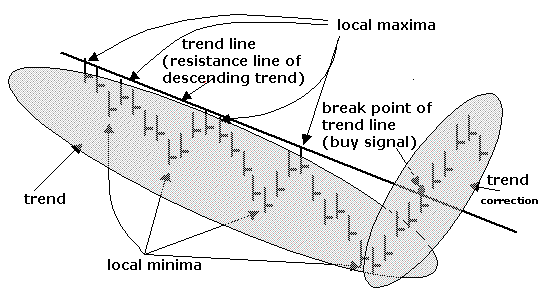 local maxima
trend line
(resistance line of
descending trend)
break point of
trend line
(buy signal)
trend
correction
trend
local minima